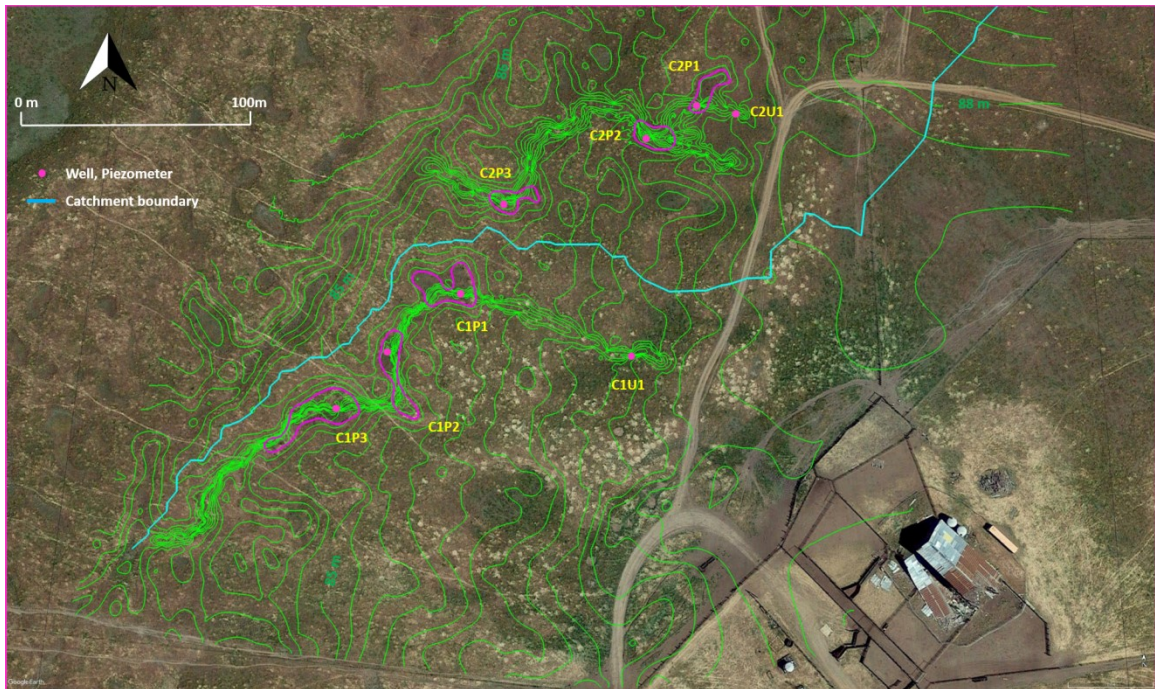 C2P1
88 m
C2U1
N
0 m
100m
C2P2
Well, Piezometer
C2P3
Catchment boundary
C1P1
C1U1
C1P2
C1P3
Google Earth